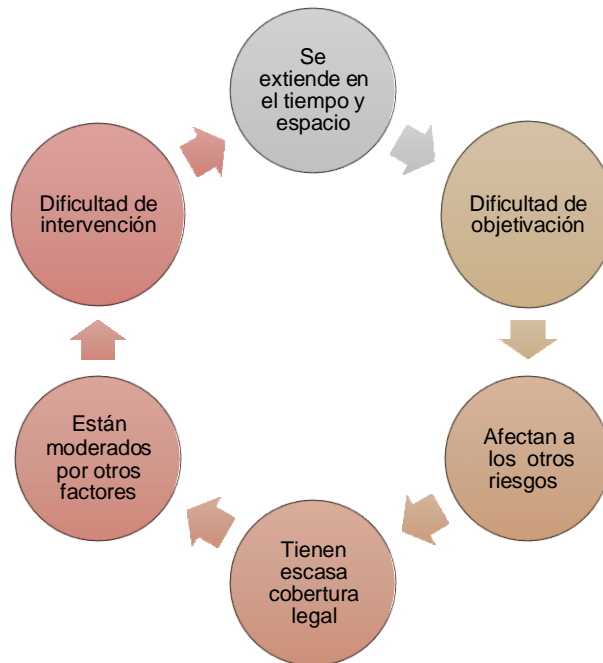 Se
extiende en
el tiempo y
espacio
Dificultad de
objetivación
Afectan a
los otros
riesgos
Tienen
escasa
cobertura
legal
Están
moderados
por otros
factores
Dificultad de
intervención